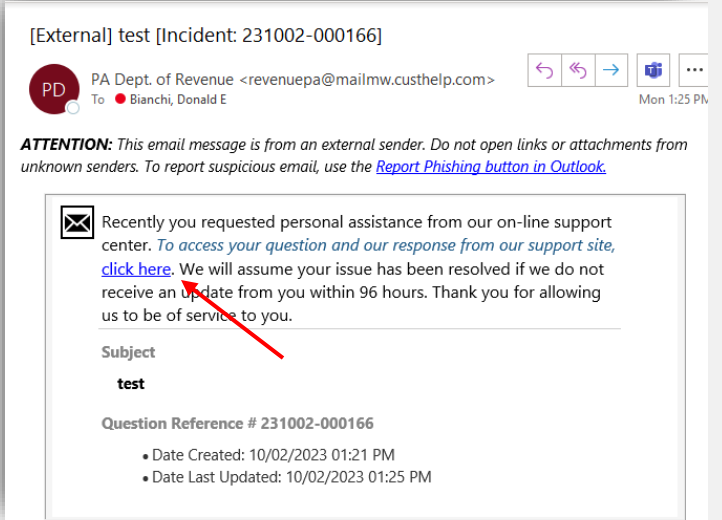 [External] test [Incident: 231002-000166]
PD
PA Dept. of Revenue <revenuepa@mailmw.custhelp.com>
To Bianchi, Donald E
Mon 1:25 PM
ATTENTION: This email message is from an external sender. Do not open links or attachments from
unknown senders. To report suspicious email, use the Report Phishing button in Outlook.
Recently you requested personal assistance from our on-line support
center. To access your question and our response from our support site,
click here. We will assume your issue has been resolved if we do not
receive an update from you within 96 hours. Thank you for allowing
us to be of service to you.
Subject
test
Question Reference # 231002-000166
• Date Created: 10/02/2023 01:21 PM
• Date Last Updated: 10/02/2023 01:25 PM